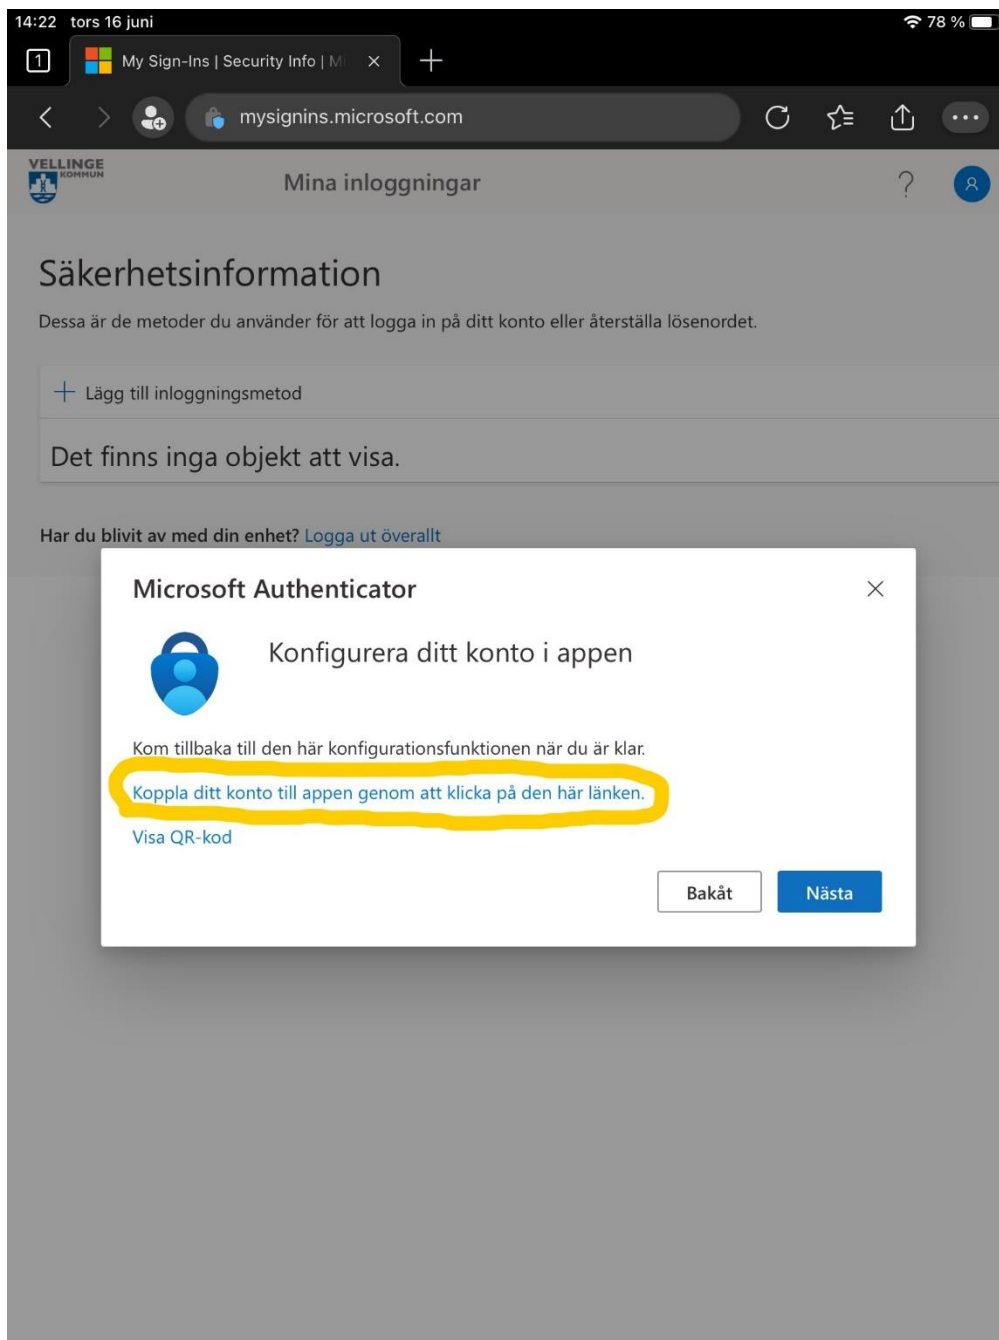 14:22 tors 16 juni 78 %
1 My Sign-Ins | Security Info | M
mysignins.microsoft.com
VELLINGE
KOMMUN
Mina inloggningar
Säkerhetsinformation
Dessa är de metoder du använder för att logga in på ditt konto eller återställa lösenordet.
Lägg till inloggningsmetod
Det finns inga objekt att visa.
Har du blivit av med din enhet? Logga ut överallt
Microsoft Authenticator
Konfigurera ditt konto i appen
Kom tillbaka till den här konfigurationsfunktionen när du är klar.
Koppla ditt konto till appen genom att klicka på den här länken.
Visa QR-kod
Bakåt Nästa